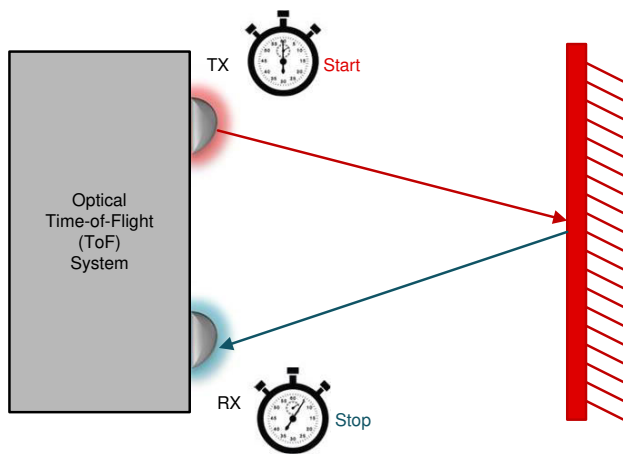 TX
Start
Optical
Time-of-Flight
(ToF)
System
RX
Stop